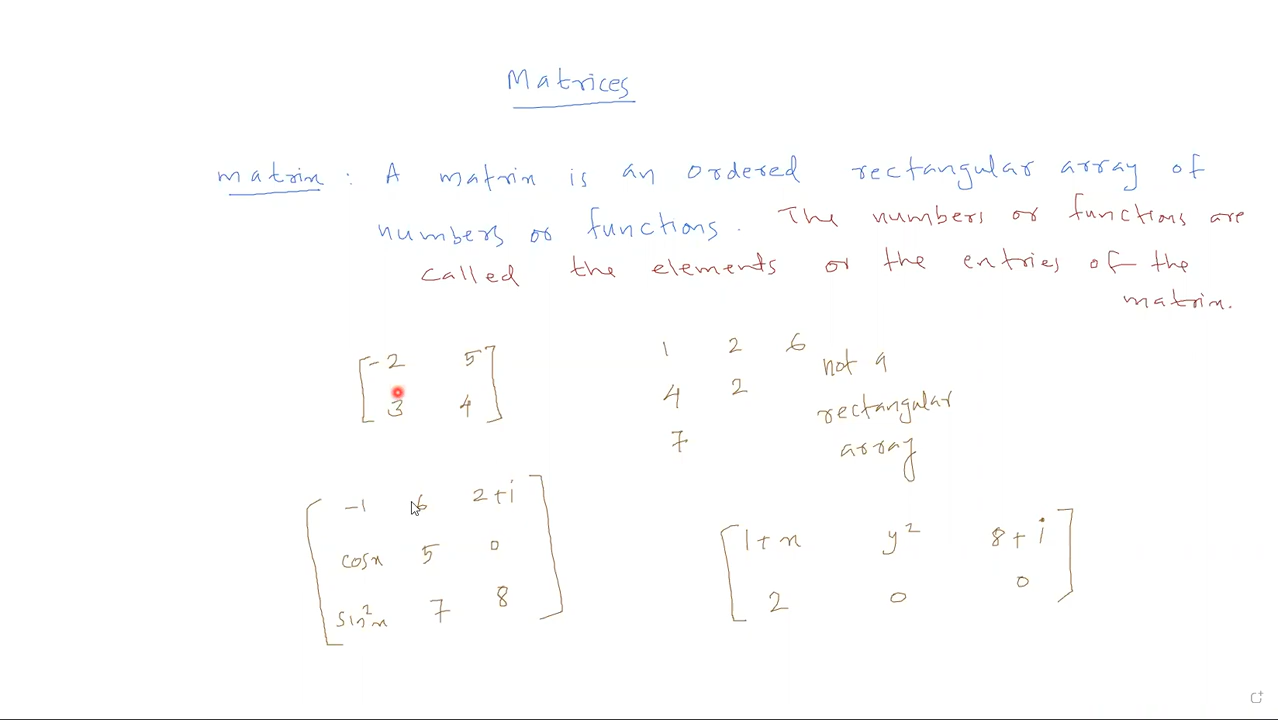 Matrices
matrix : A matrix is an ordered rectangular array of
numbers or functions. The numbers or functions are
called the elements or the entries of the
matrix.
[-2 5
3 4]
1 2 6
4 2
7
not a
rectangular
array
[-1 6 2+i
cosx 5 0
sin²x 7 8]
[1+x y² 8+i
2 0 0]